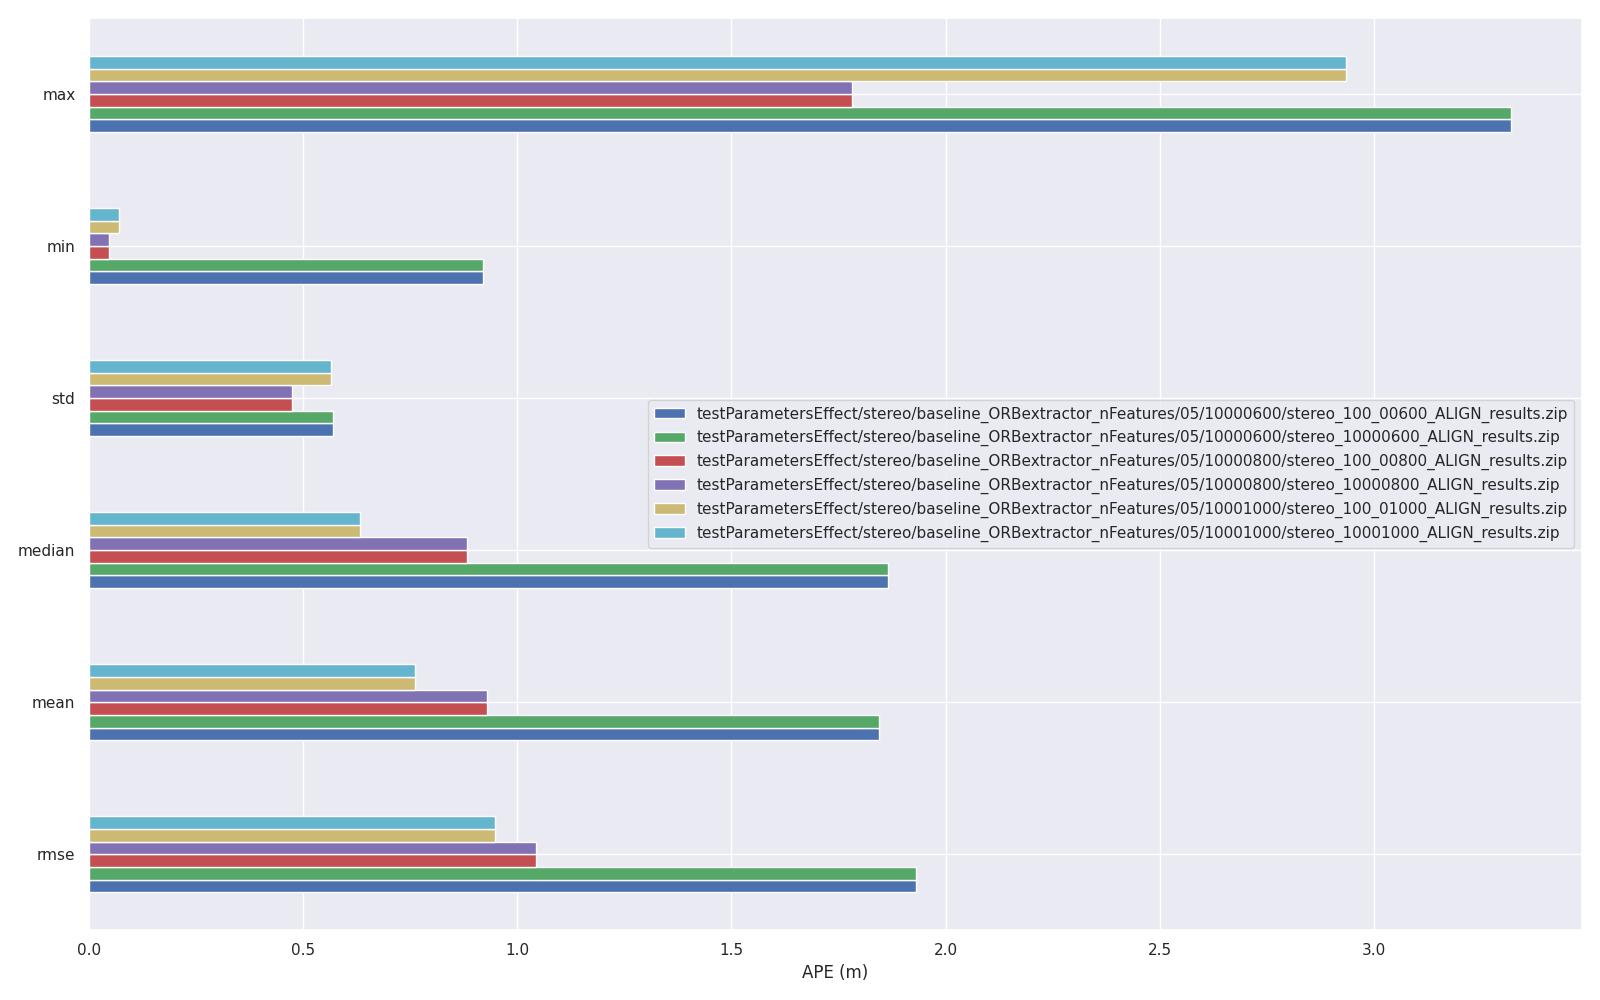 max
min
std
median
mean
rmse
testParametersEffect/stereo/baseline_ORBextractor_nFeatures/05/10000600/stereo_100_00600_ALIGN_results.zip
testParametersEffect/stereo/baseline_ORBextractor_nFeatures/05/10000600/stereo_10000600_ALIGN_results.zip
testParametersEffect/stereo/baseline_ORBextractor_nFeatures/05/10000800/stereo_100_00800_ALIGN_results.zip
testParametersEffect/stereo/baseline_ORBextractor_nFeatures/05/10000800/stereo_10000800_ALIGN_results.zip
testParametersEffect/stereo/baseline_ORBextractor_nFeatures/05/10001000/stereo_100_01000_ALIGN_results.zip
testParametersEffect/stereo/baseline_ORBextractor_nFeatures/05/10001000/stereo_10001000_ALIGN_results.zip
0.0 0.5 1.0 1.5 2.0 2.5 3.0
APE (m)